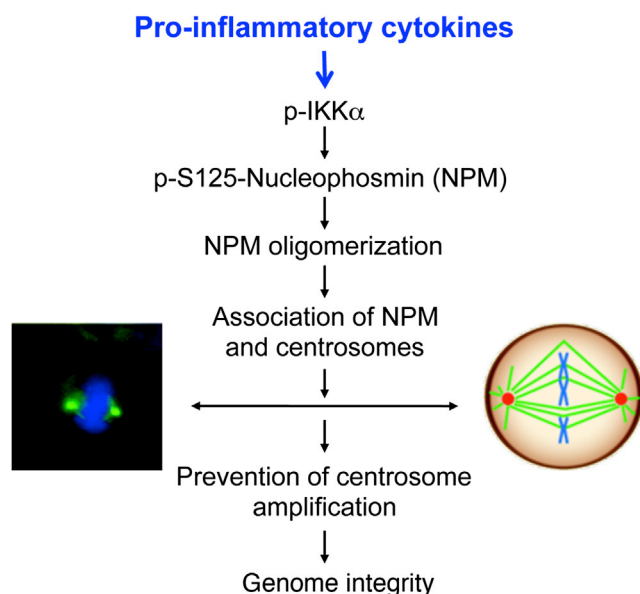 Pro-inflammatory cytokines
p-IKKα
p-S125-Nucleophosmin (NPM)
NPM oligomerization
Association of NPM
and centrosomes
Prevention of centrosome
amplification
Genome integrity